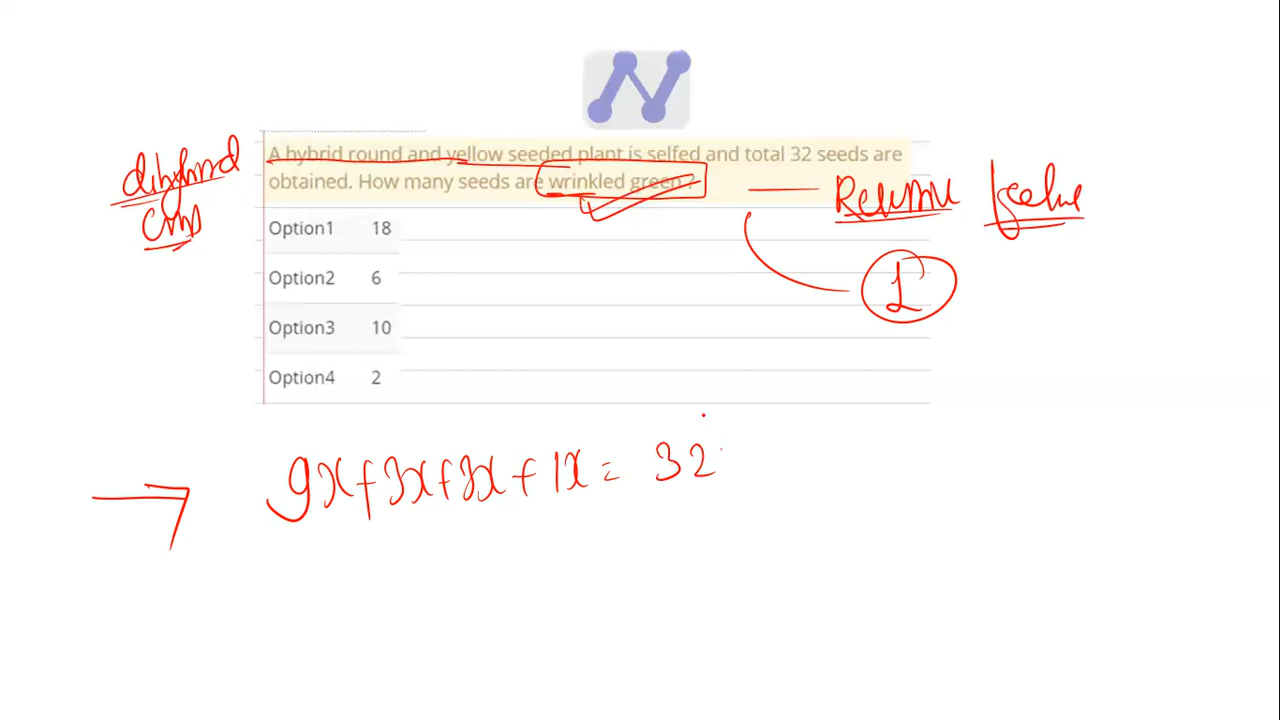 A hybrid round and yellow seeded plant is selfed and total 32 seeds are
obtained. How many seeds are wrinkled green ?
dihybrid
cross
Option1 18
Option2 6
Option3 10
Option4 2
1
9x+3x+3x+1x = 32